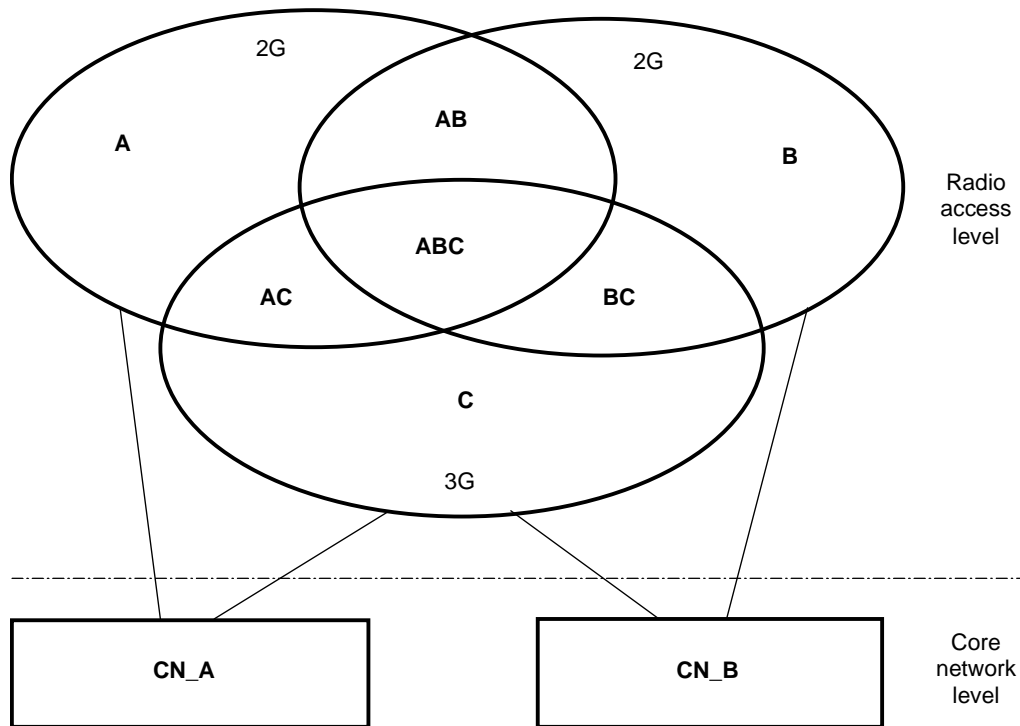 2G
2G
AB
A
B
Radio
access
level
ABC
AC
BC
C
3G
CN_A
CN_B
Core
network
level